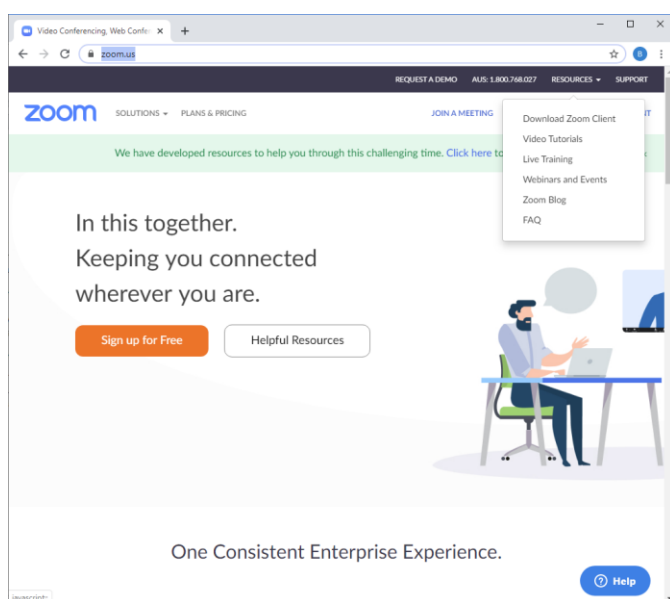 Video Conferencing, Web Confer
zoom.us
B
REQUEST A DEMO AUS: 1.800.768.027 RESOURCES SUPPORT
zoom SOLUTIONS PLANS & PRICING JOIN A MEETING
We have developed resources to help you through this challenging time. Click here to
Download Zoom Client
Video Tutorials
Live Training
Webinars and Events
Zoom Blog
FAQ
In this together.
Keeping you connected
wherever you are.
Sign up for Free Helpful Resources
One Consistent Enterprise Experience.
Help
javascript: